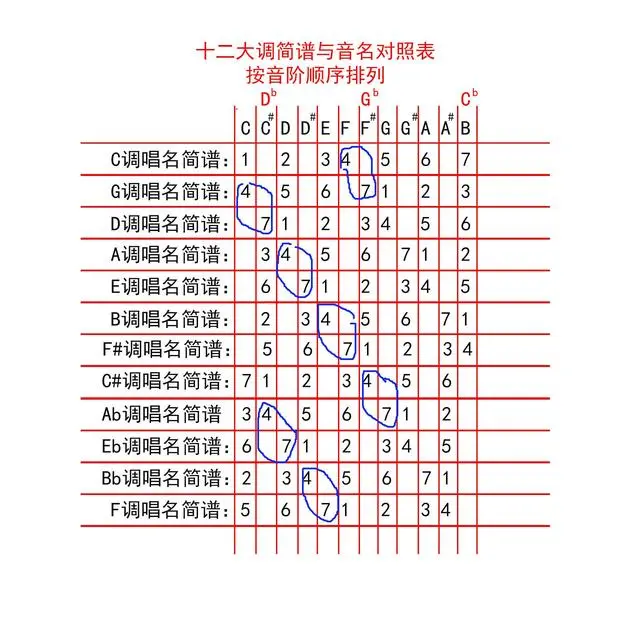 十二大调简谱与音名对照表
按音阶顺序排列
Db Gb Cb
C C# D D# E F F# G G# A A# B
C调唱名简谱: 1 2 3 4 5 6 7
G调唱名简谱: 4 5 6 7 1 2 3
D调唱名简谱: 7 1 2 3 4 5 6
A调唱名简谱: 3 4 5 6 7 1 2
E调唱名简谱: 6 7 1 2 3 4 5
B调唱名简谱: 2 3 4 5 6 7 1
F#调唱名简谱: 5 6 7 1 2 3 4
C#调唱名简谱: 7 1 2 3 4 5 6
Ab调唱名简谱 3 4 5 6 7 1 2
Eb调唱名简谱: 6 7 1 2 3 4 5
Bb调唱名简谱: 2 3 4 5 6 7 1
F调唱名简谱: 5 6 7 1 2 3 4